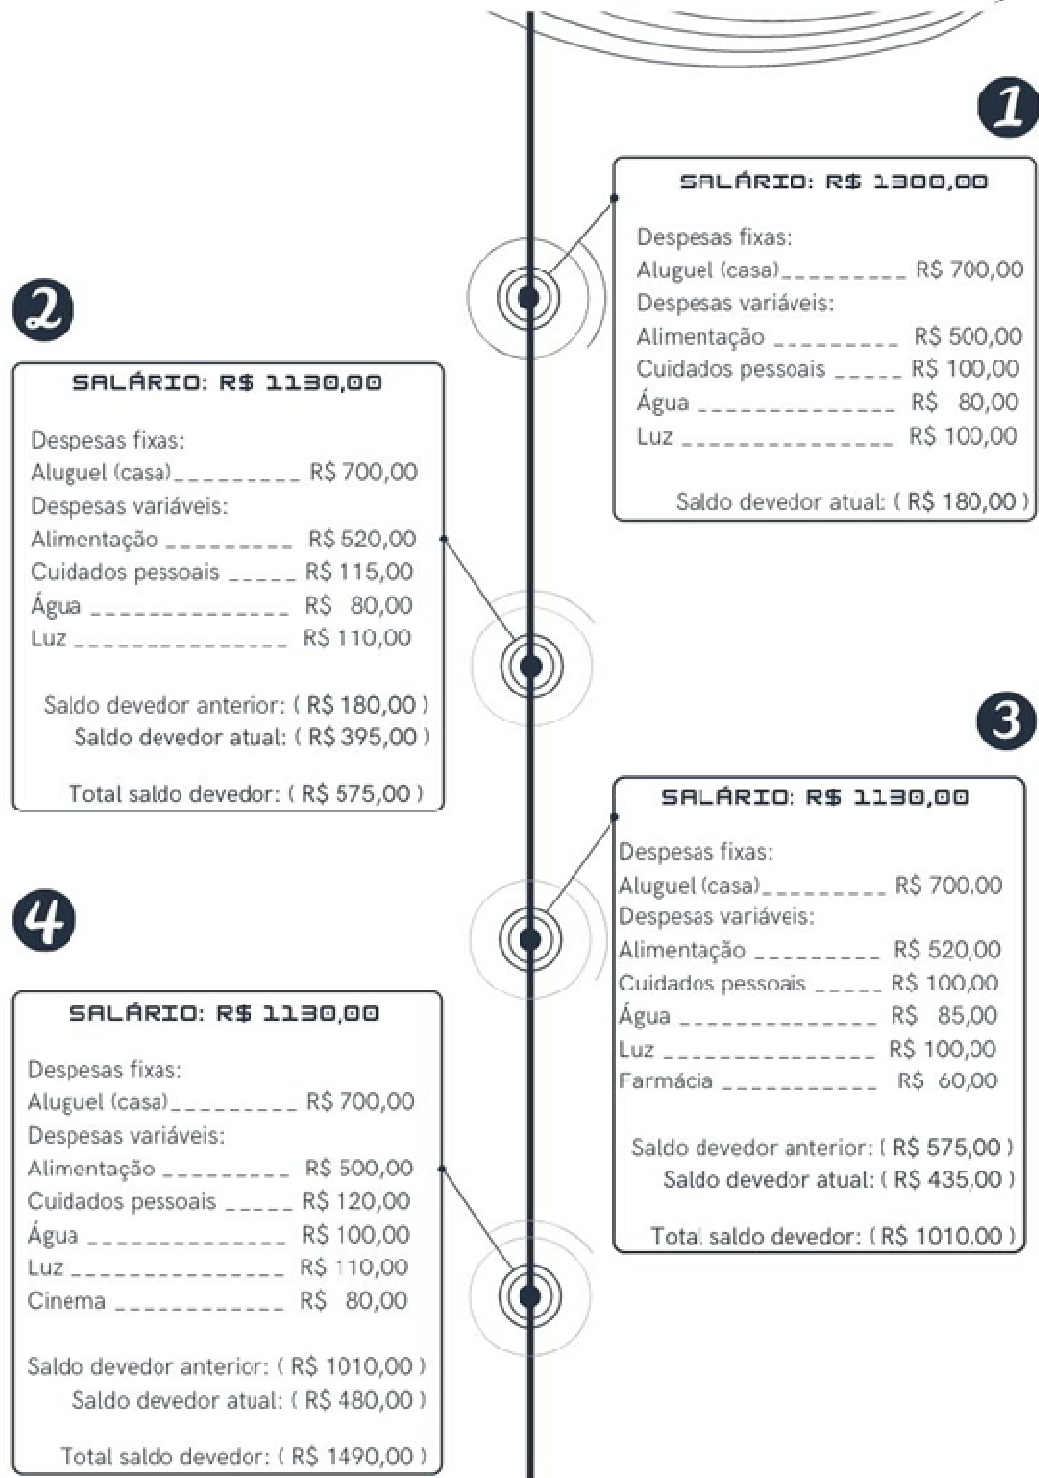 1
SALÁRIO: R$ 1300,00
Despesas fixas:
Aluguel (casa)_________ R$ 700,00
Despesas variáveis:
Alimentação _________ R$ 500,00
Cuidados pessoais _____ R$ 100,00
Água ______________ R$ 80,00
Luz _______________ R$ 100,00
Saldo devedor atual: ( R$ 180,00 )
2
SALÁRIO: R$ 1130,00
Despesas fixas:
Aluguel (casa)_________ R$ 700,00
Despesas variáveis:
Alimentação _________ R$ 520,00
Cuidados pessoais _____ R$ 115,00
Água ______________ R$ 80,00
Luz _______________ R$ 110,00
Saldo devedor anterior: ( R$ 180,00 )
Saldo devedor atual: ( R$ 395,00 )
Total saldo devedor: ( R$ 575,00 )
3
SALÁRIO: R$ 1130,00
Despesas fixas:
Aluguel (casa)_________ R$ 700,00
Despesas variáveis:
Alimentação _________ R$ 520,00
Cuidados pessoais _____ R$ 100,00
Água ______________ R$ 85,00
Luz _______________ R$ 100,00
Farmácia ___________ R$ 60,00
Saldo devedor anterior: ( R$ 575,00 )
Saldo devedor atual: ( R$ 435,00 )
Total saldo devedor: ( R$ 1010,00 )
4
SALÁRIO: R$ 1130,00
Despesas fixas:
Aluguel (casa)_________ R$ 700,00
Despesas variáveis:
Alimentação _________ R$ 500,00
Cuidados pessoais _____ R$ 120,00
Água ______________ R$ 100,00
Luz _______________ R$ 110,00
Cinema ____________ R$ 80,00
Saldo devedor anterior: ( R$ 1010,00 )
Saldo devedor atual: ( R$ 480,00 )
Total saldo devedor: ( R$ 1490,00 )